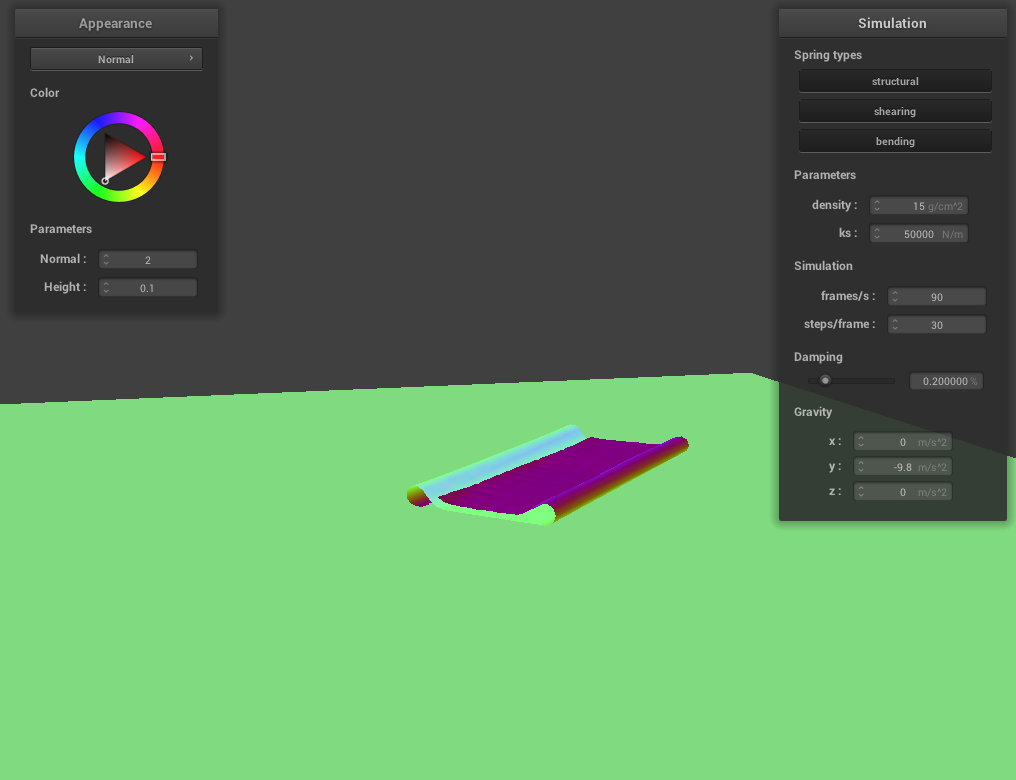 Appearance
Normal ›
Color
Parameters
Normal : 2
Height : 0.1
Simulation
Spring types
structural
shearing
bending
Parameters
density : 15 g/cm^2
ks : 50000 N/m
Simulation
frames/s : 90
steps/frame : 30
Damping
0.200000 %
Gravity
x : 0 m/s^2
y : -9.8 m/s^2
z : 0 m/s^2